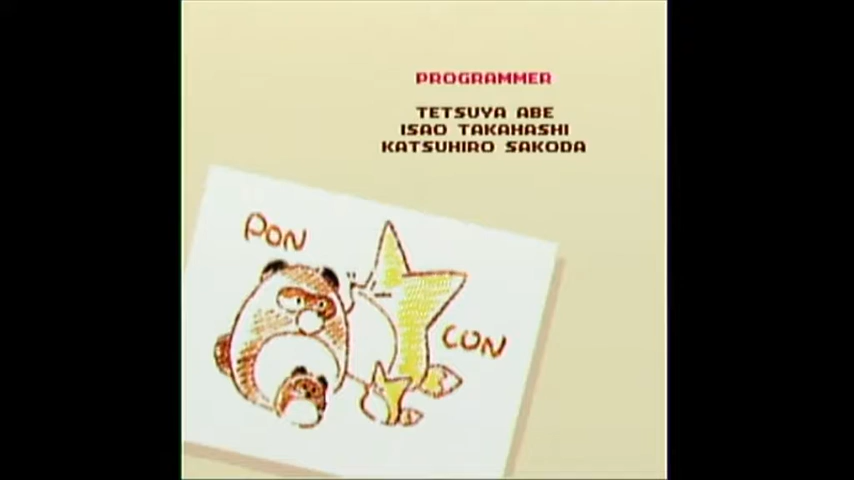 PROGRAMMER
TETSUYA ABE
ISAO TAKAHASHI
KATSUHIRO SAKODA
PON
CON